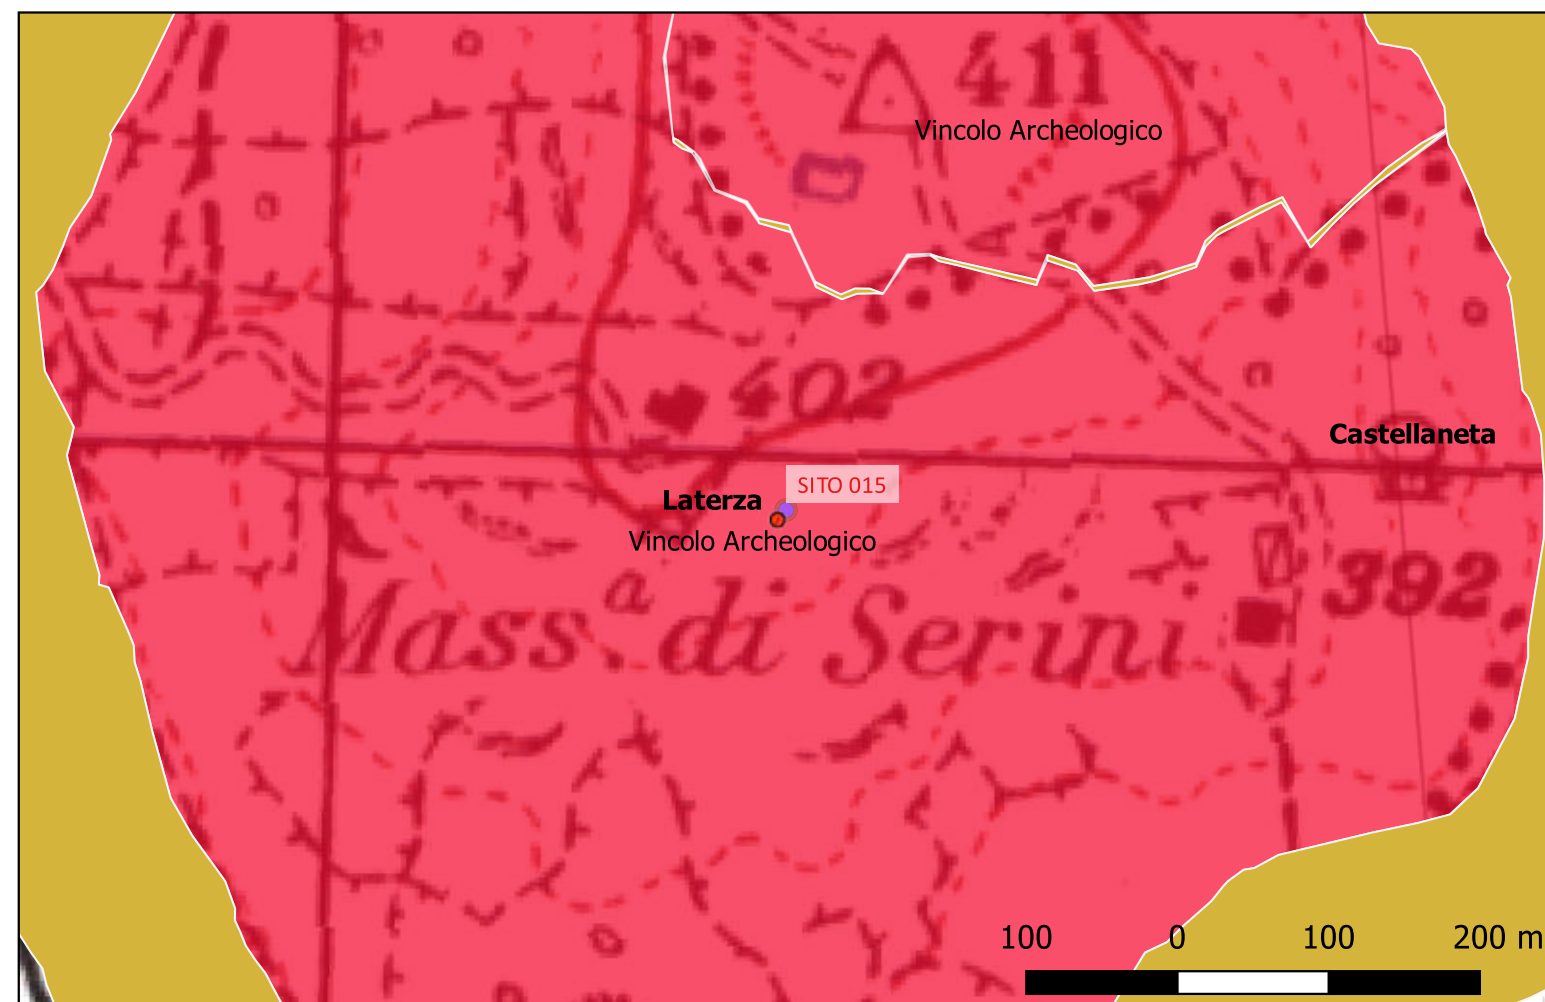 411
Vincolo Archeologico
402
Castellaneta
SITO 015
Laterza
Vincolo Archeologico
392
Mass.a di Serini
100 0 100 200 m